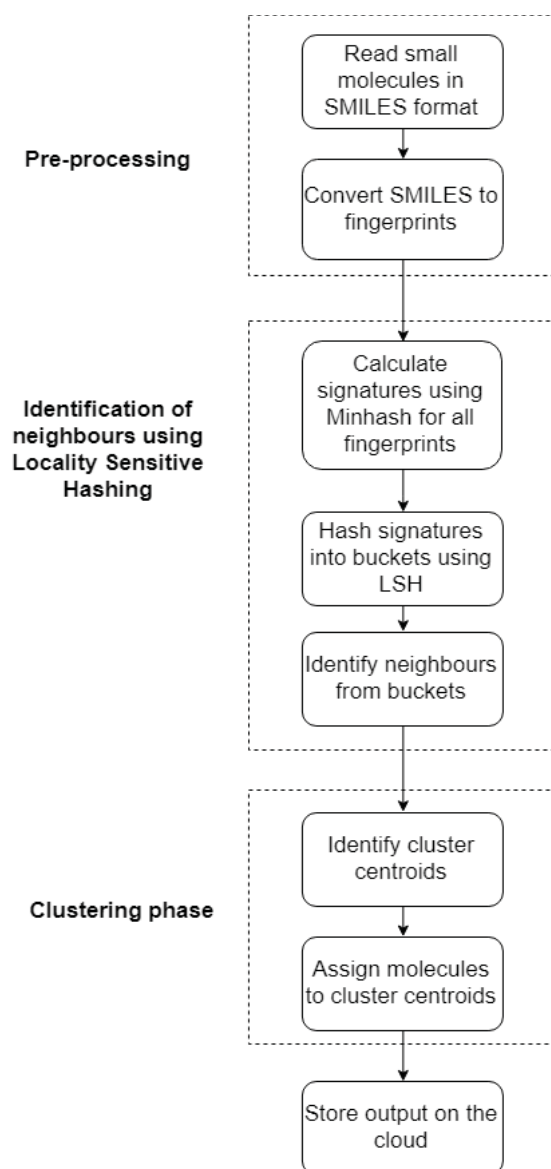 Read small
molecules in
SMILES format
Pre-processing
Convert SMILES to
fingerprints
Calculate
signatures using
Minhash for all
fingerprints
Identification of
neighbours using
Locality Sensitive
Hashing
Hash signatures
into buckets using
LSH
Identify neighbours
from buckets
Identify cluster
centroids
Clustering phase
Assign molecules
to cluster centroids
Store output on the
cloud